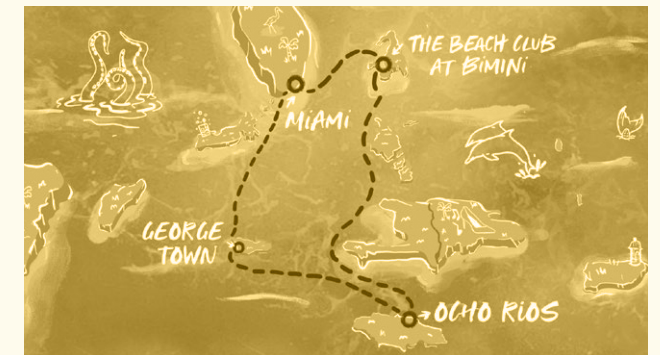 THE BEACH CLUB
AT BIMINI
MIAMI
GEORGE
TOWN
OCHO RIOS